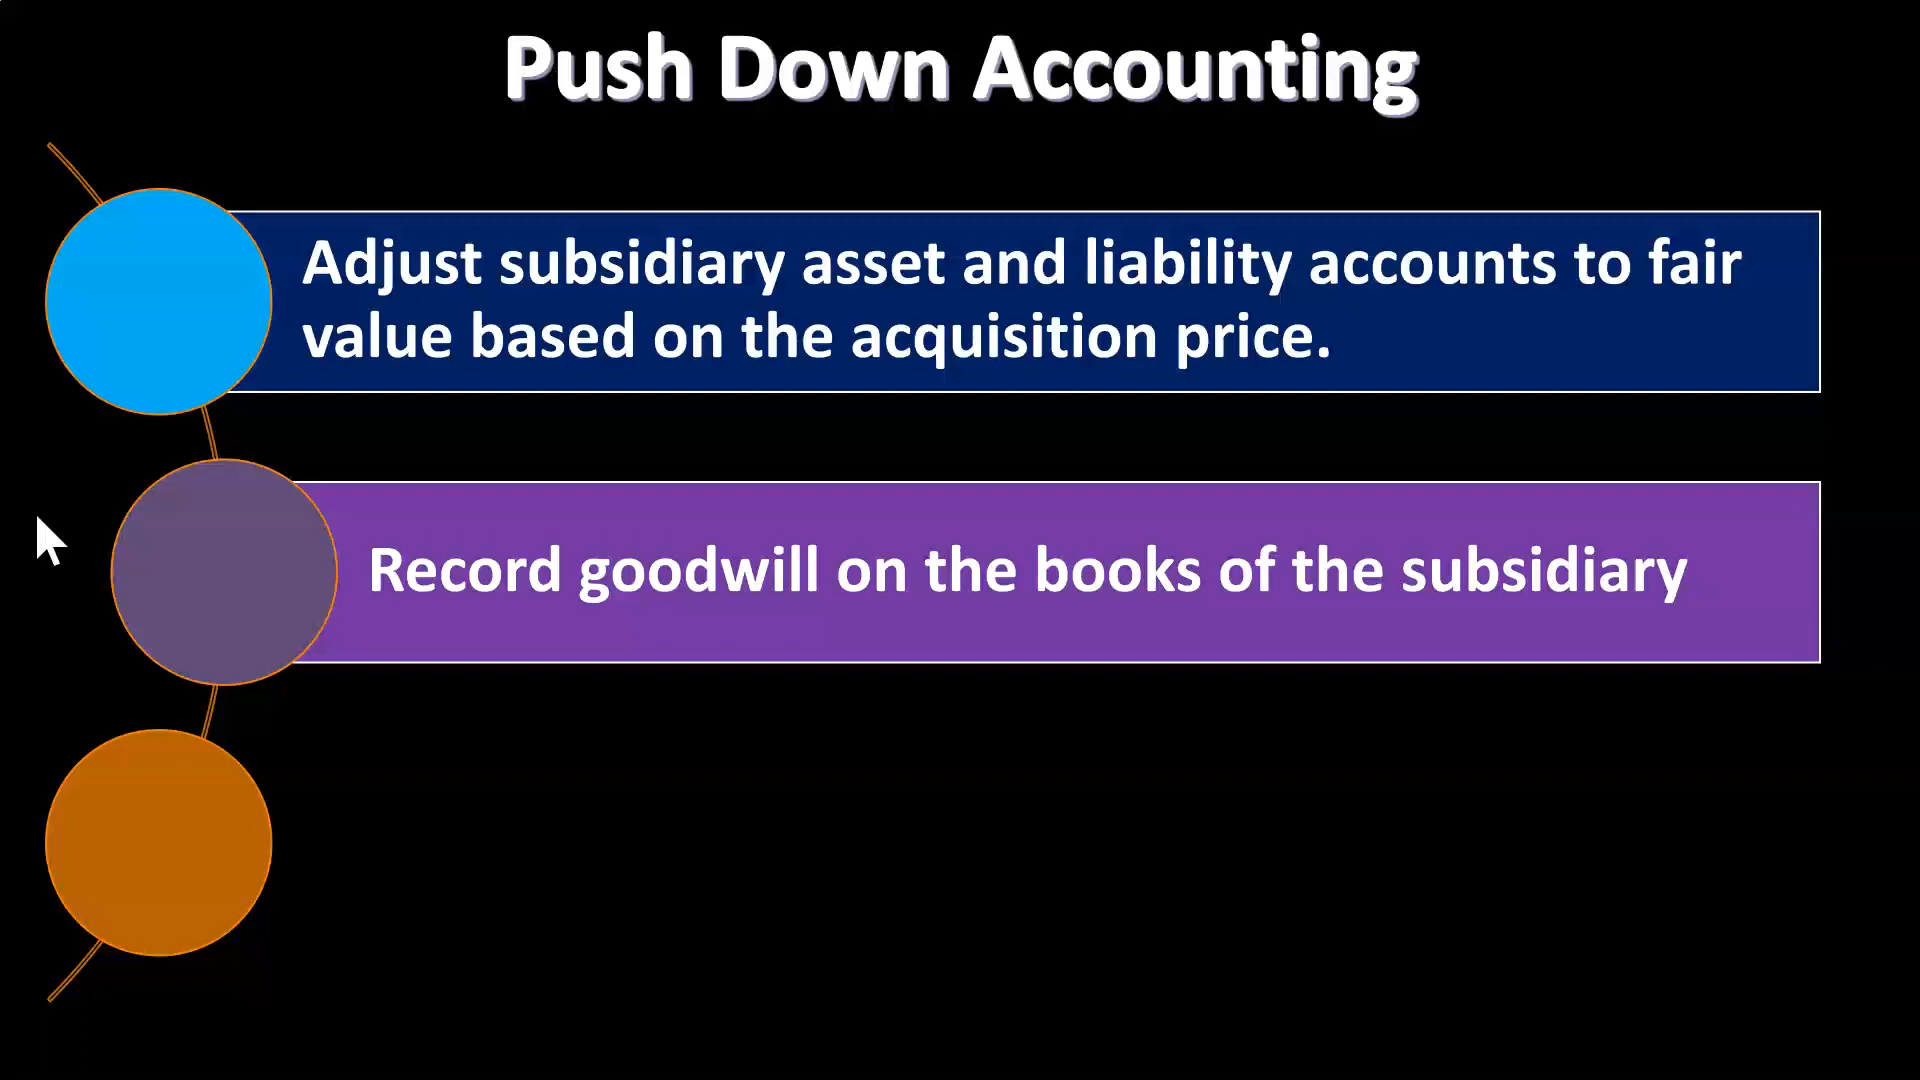 Push Down Accounting
Adjust subsidiary asset and liability accounts to fair
value based on the acquisition price.
Record goodwill on the books of the subsidiary